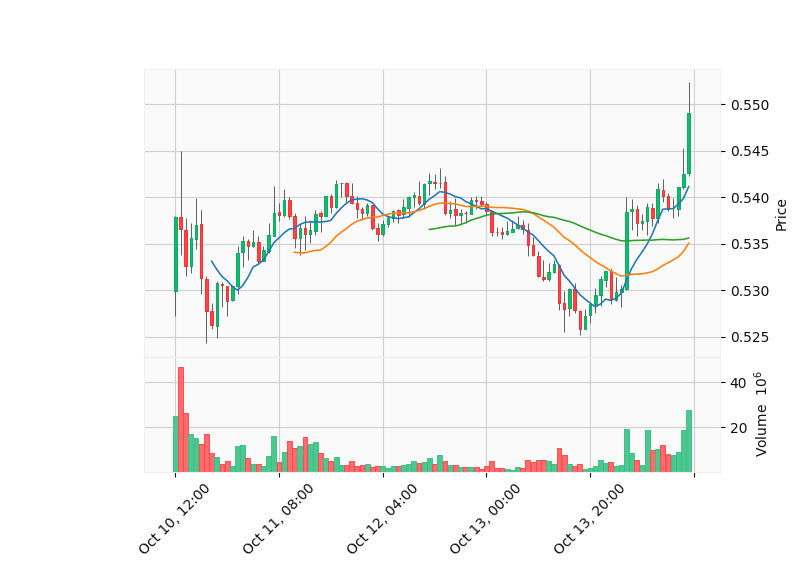 0.550
0.545
0.540
0.535
0.530
0.525
Price
40
20
Volume 10^6
Oct 10, 12:00
Oct 11, 08:00
Oct 12, 04:00
Oct 13, 00:00
Oct 13, 20:00